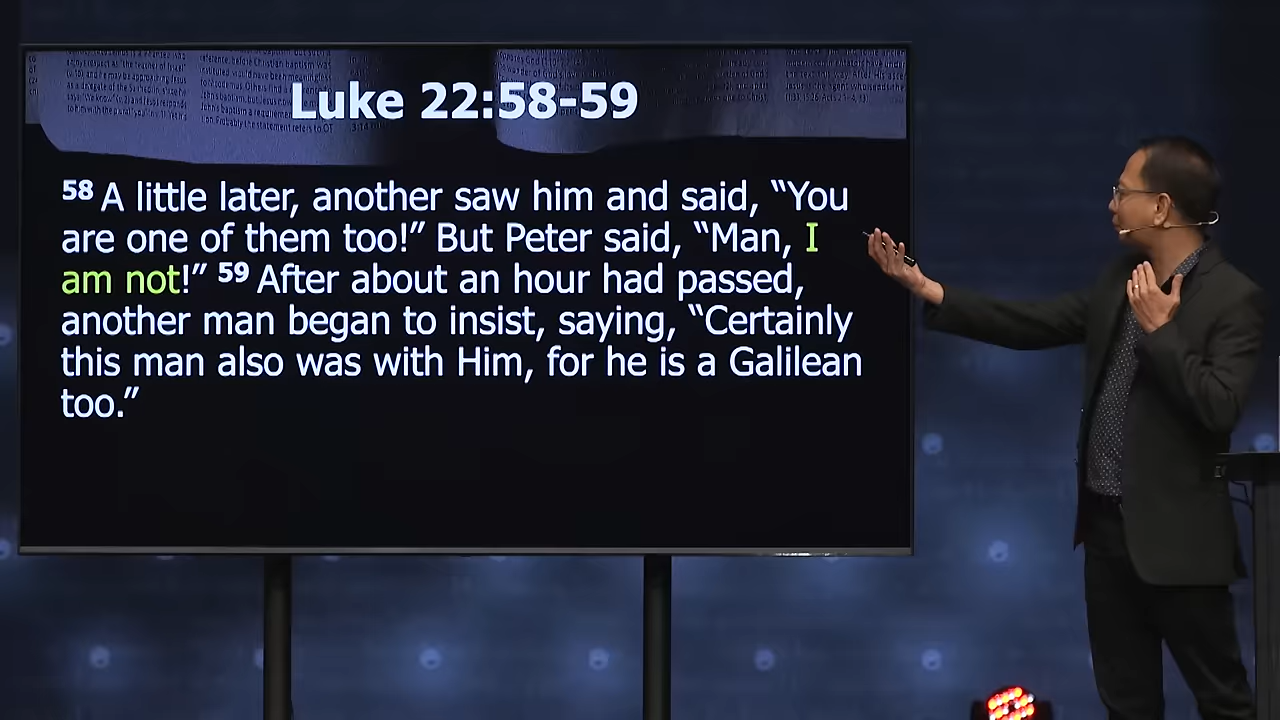 Luke 22:58-59
58 A little later, another saw him and said, “You
are one of them too!” But Peter said, “Man, I
am not!” 59 After about an hour had passed,
another man began to insist, saying, “Certainly
this man also was with Him, for he is a Galilean
too.”